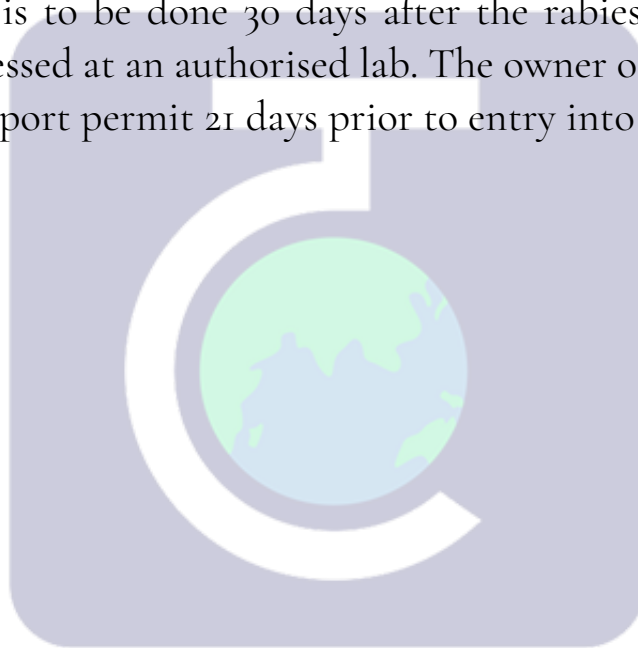 is to be done 30 days after the rabies
essed at an authorised lab. The owner o
port permit 21 days prior to entry into